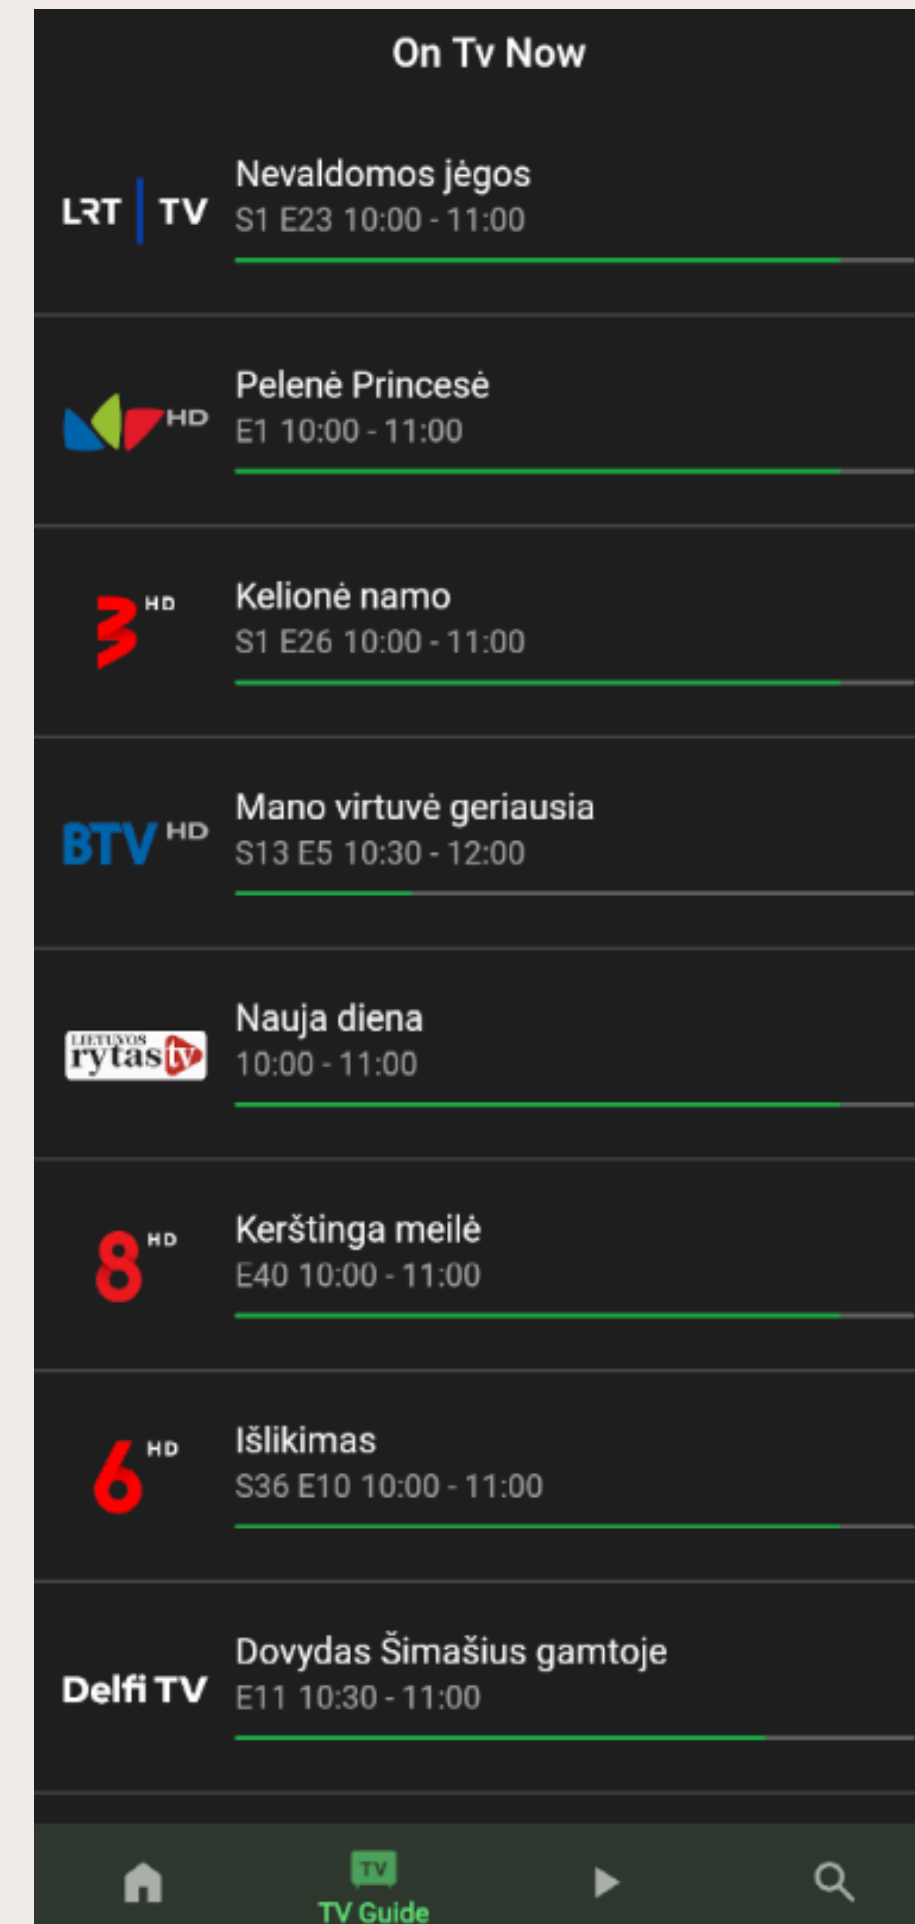 On Tv Now
Nevaldomos jėgos
LRT TV
S1 E23 10:00 - 11:00
Pelenė Princesė
HD
E1 10:00 - 11:00
Kelionė namo
3 HD
S1 E26 10:00 - 11:00
Mano virtuvė geriausia
BTV HD
S13 E5 10:30 - 12:00
Nauja diena
LIETUVOS
rytas tv
10:00 - 11:00
Kerštinga meilė
8 HD
E40 10:00 - 11:00
Išlikimas
6 HD
S36 E10 10:00 - 11:00
Dovydas Šimašius gamtoje
Delfi TV
E11 10:30 - 11:00
TV
TV Guide